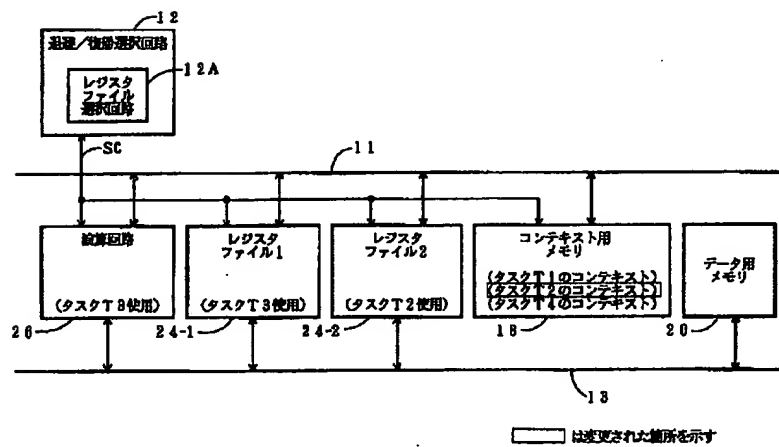 12
退避/復帰選択回路
12A
レジスタ
ファイル
選択回路
SC
11
演算回路
(タスクT3使用)
レジスタ
ファイル1
(タスクT3使用)
レジスタ
ファイル2
(タスクT2使用)
コンテキスト用
メモリ
(タスクT1のコンテキスト)
(タスクT2のコンテキスト)
(タスクT4のコンテキスト)
データ用
メモリ
26
24-1
24-2
18
20
13
は変更された箇所を示す